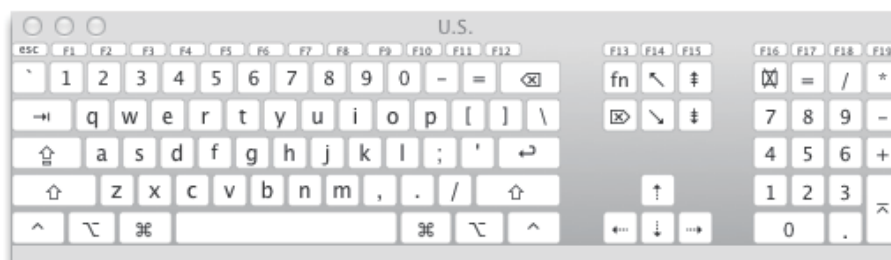 U.S.
esc F1 F2 F3 F4 F5 F6 F7 F8 F9 F10 F11 F12 F13 F14 F15 F16 F17 F18 F19
` 1 2 3 4 5 6 7 8 9 0 - = ⌫ fn ↖ ⇞ = / *
⇥ q w e r t y u i o p [ ] \ ⌦ ↘ ⇟ 7 8 9 -
⇪ a s d f g h j k l ; ' ↩ 4 5 6 +
⇧ z x c v b n m , . / ⇧ ⇡ 1 2 3 ⌅
^ ⌥ ⌘ ⌘ ⌥ ^ ⇠ ⇣ ⇢ 0 .